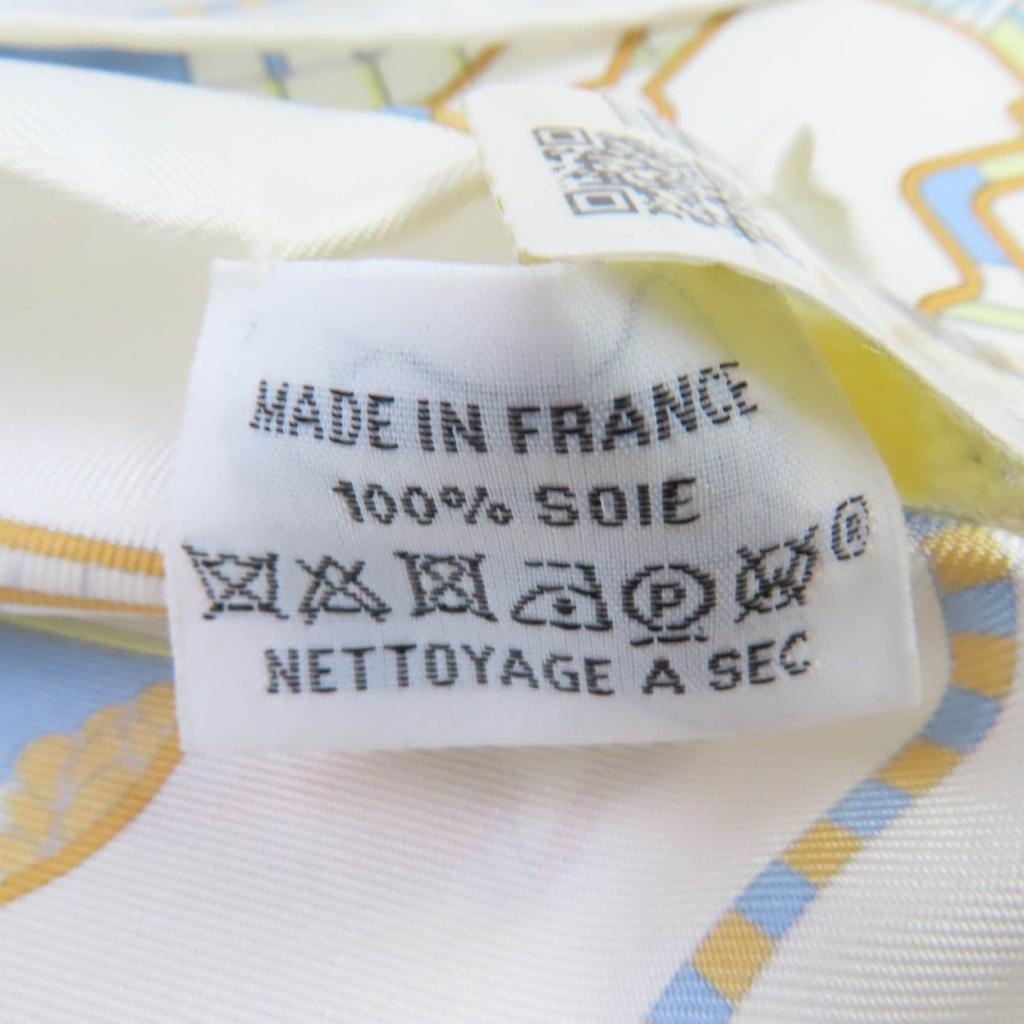 MADE IN FRANCE
100% SOIE
P W ®
NETTOYAGE A SEC